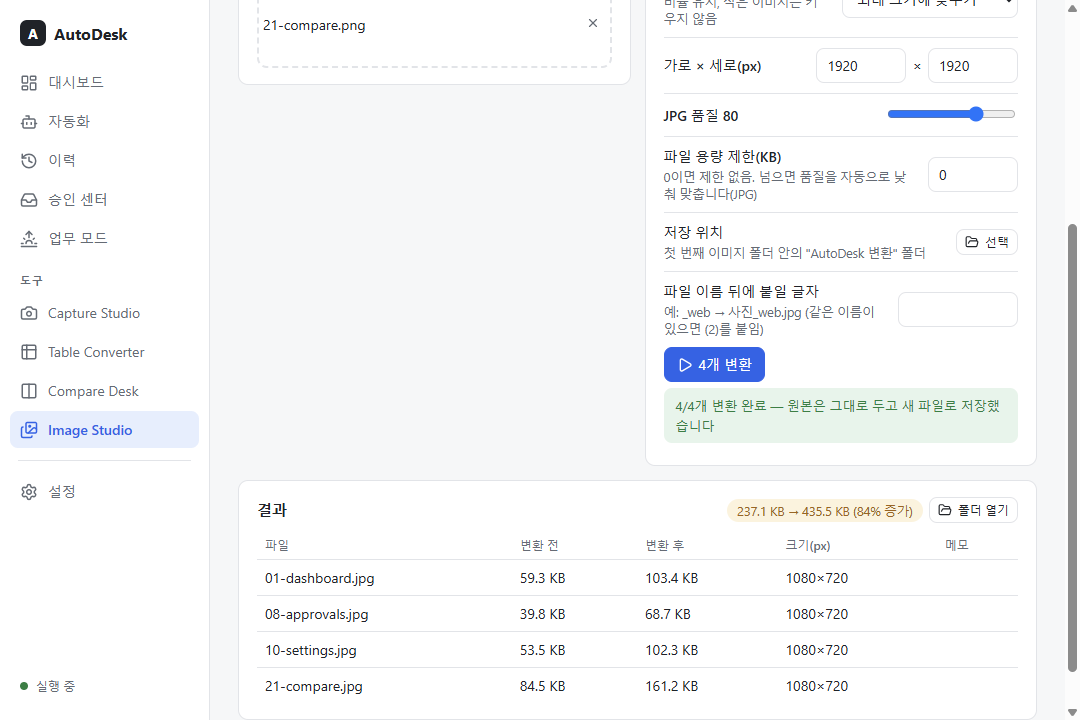 AutoDesk
대시보드
자동화
이력
승인 센터
업무 모드
도구
Capture Studio
Table Converter
Compare Desk
Image Studio
설정
실행 중
21-compare.png
우지 않음
가로 × 세로(px)
1920 × 1920
JPG 품질 80
파일 용량 제한(KB)
0이면 제한 없음. 넘으면 품질을 자동으로 낮
춰 맞춥니다(JPG)
0
저장 위치
첫 번째 이미지 폴더 안의 "AutoDesk 변환" 폴더
선택
파일 이름 뒤에 붙일 글자
예: _web → 사진_web.jpg (같은 이름이
있으면 (2)를 붙임)
4개 변환
4/4개 변환 완료 — 원본은 그대로 두고 새 파일로 저장했
습니다
결과
237.1 KB → 435.5 KB (84% 증가)
폴더 열기
파일 변환 전 변환 후 크기(px) 메모
01-dashboard.jpg 59.3 KB 103.4 KB 1080×720
08-approvals.jpg 39.8 KB 68.7 KB 1080×720
10-settings.jpg 53.5 KB 102.3 KB 1080×720
21-compare.jpg 84.5 KB 161.2 KB 1080×720